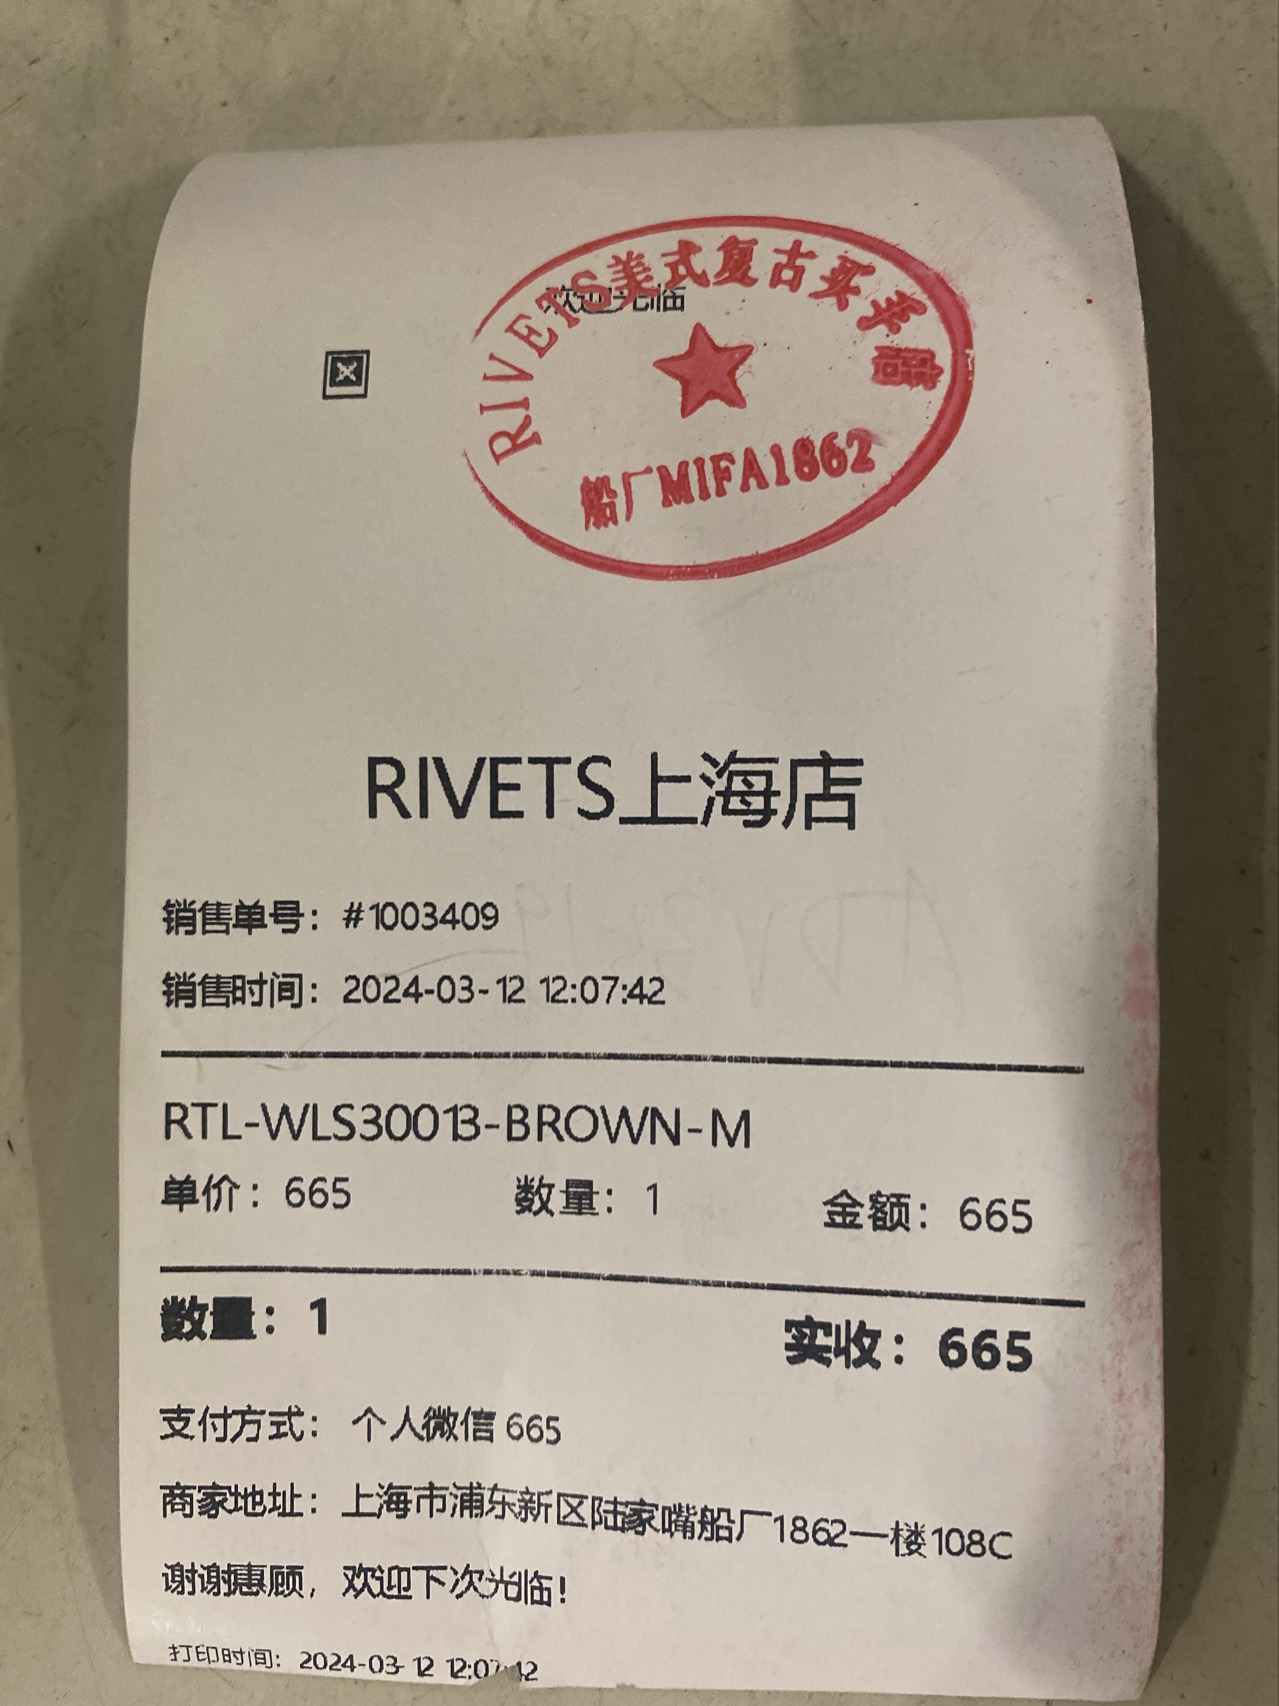 RIVETS美式复古买手店
欢迎光临
船厂MIFA1862
RIVETS上海店
销售单号：#1003409
销售时间：2024-03-12 12:07:42
RTL-WLS30013-BROWN-M
单价：665 数量：1 金额：665
数量：1 实收：665
支付方式： 个人微信 665
商家地址：上海市浦东新区陆家嘴船厂1862一楼108C
谢谢惠顾，欢迎下次光临！
打印时间：2024-03-12 12:07:42